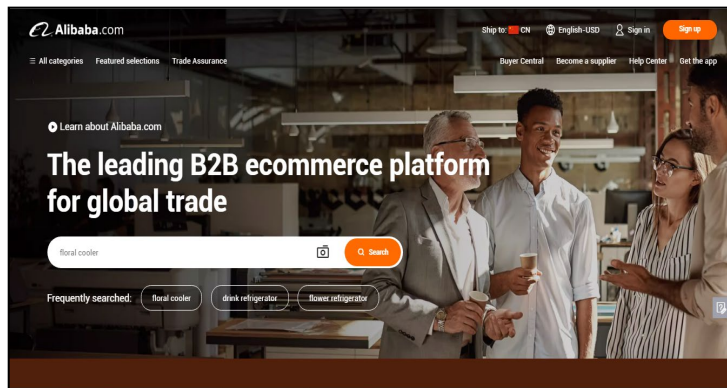 Alibaba.com
Ship to: CN English-USD Sign in Sign up
All categories Featured selections Trade Assurance
Buyer Central Become a supplier Help Center Get the app
Learn about Alibaba.com
The leading B2B ecommerce platform
for global trade
floral cooler Search
Frequently searched: floral cooler drink refrigerator flower refrigerator